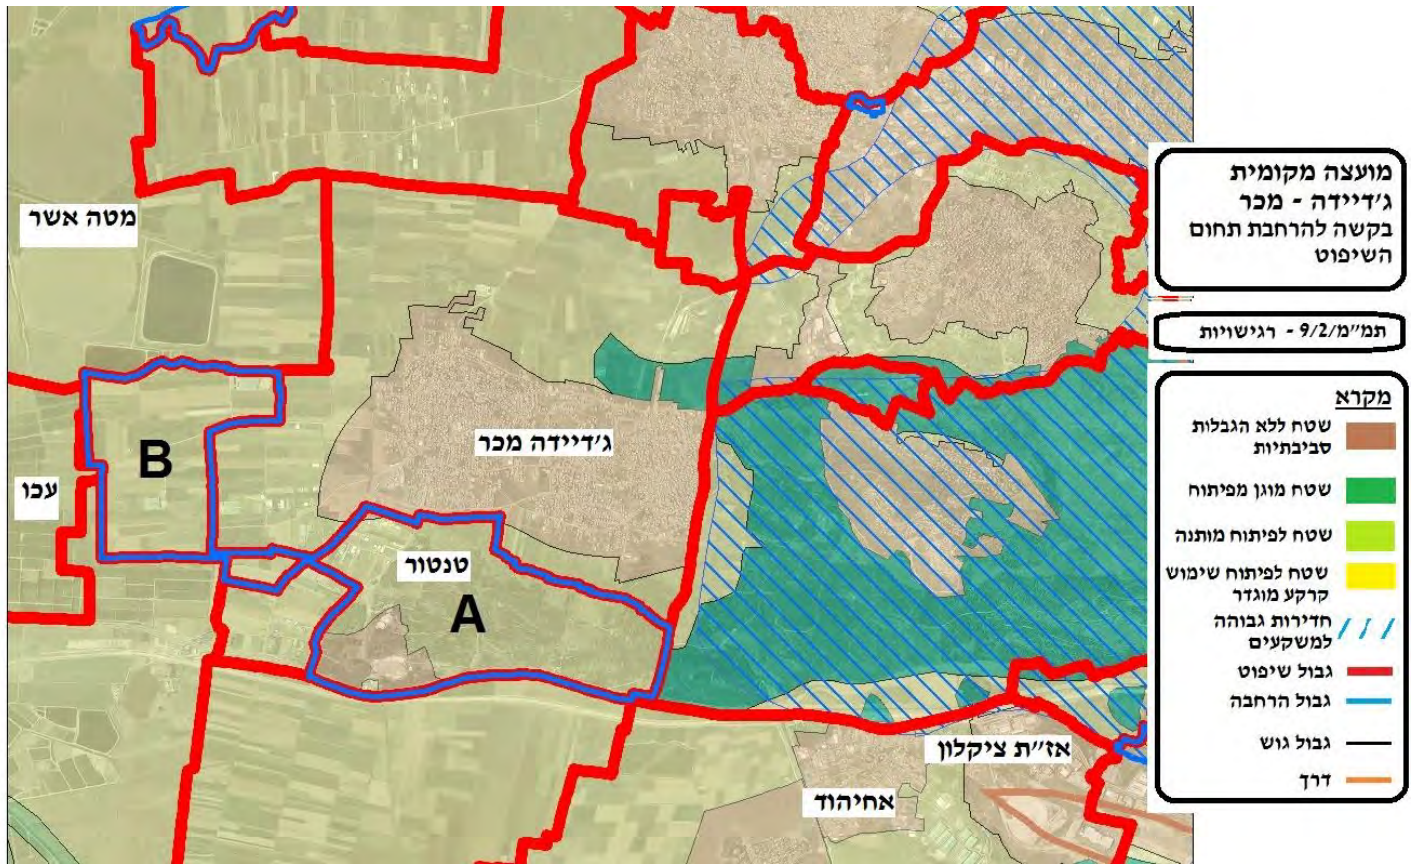 מטה אשר
B
עכו
ג'דיידה מכר
טנטור
A
אז"ת ציקלון
אחיהוד
מועצה מקומית
ג'דיידה - מכר
בקשה להרחבת תחום
השיפוט
תמ"מ/9/2 - רגישויות
מקרא
שטח ללא הגבלות
סביבתיות
שטח מוגן מפיתוח
שטח לפיתוח מותנה
שטח לפיתוח שימוש
קרקע מוגדר
חדירות גבוהה
למשקעים
גבול שיפוט
גבול הרחבה
גבול גוש
דרך